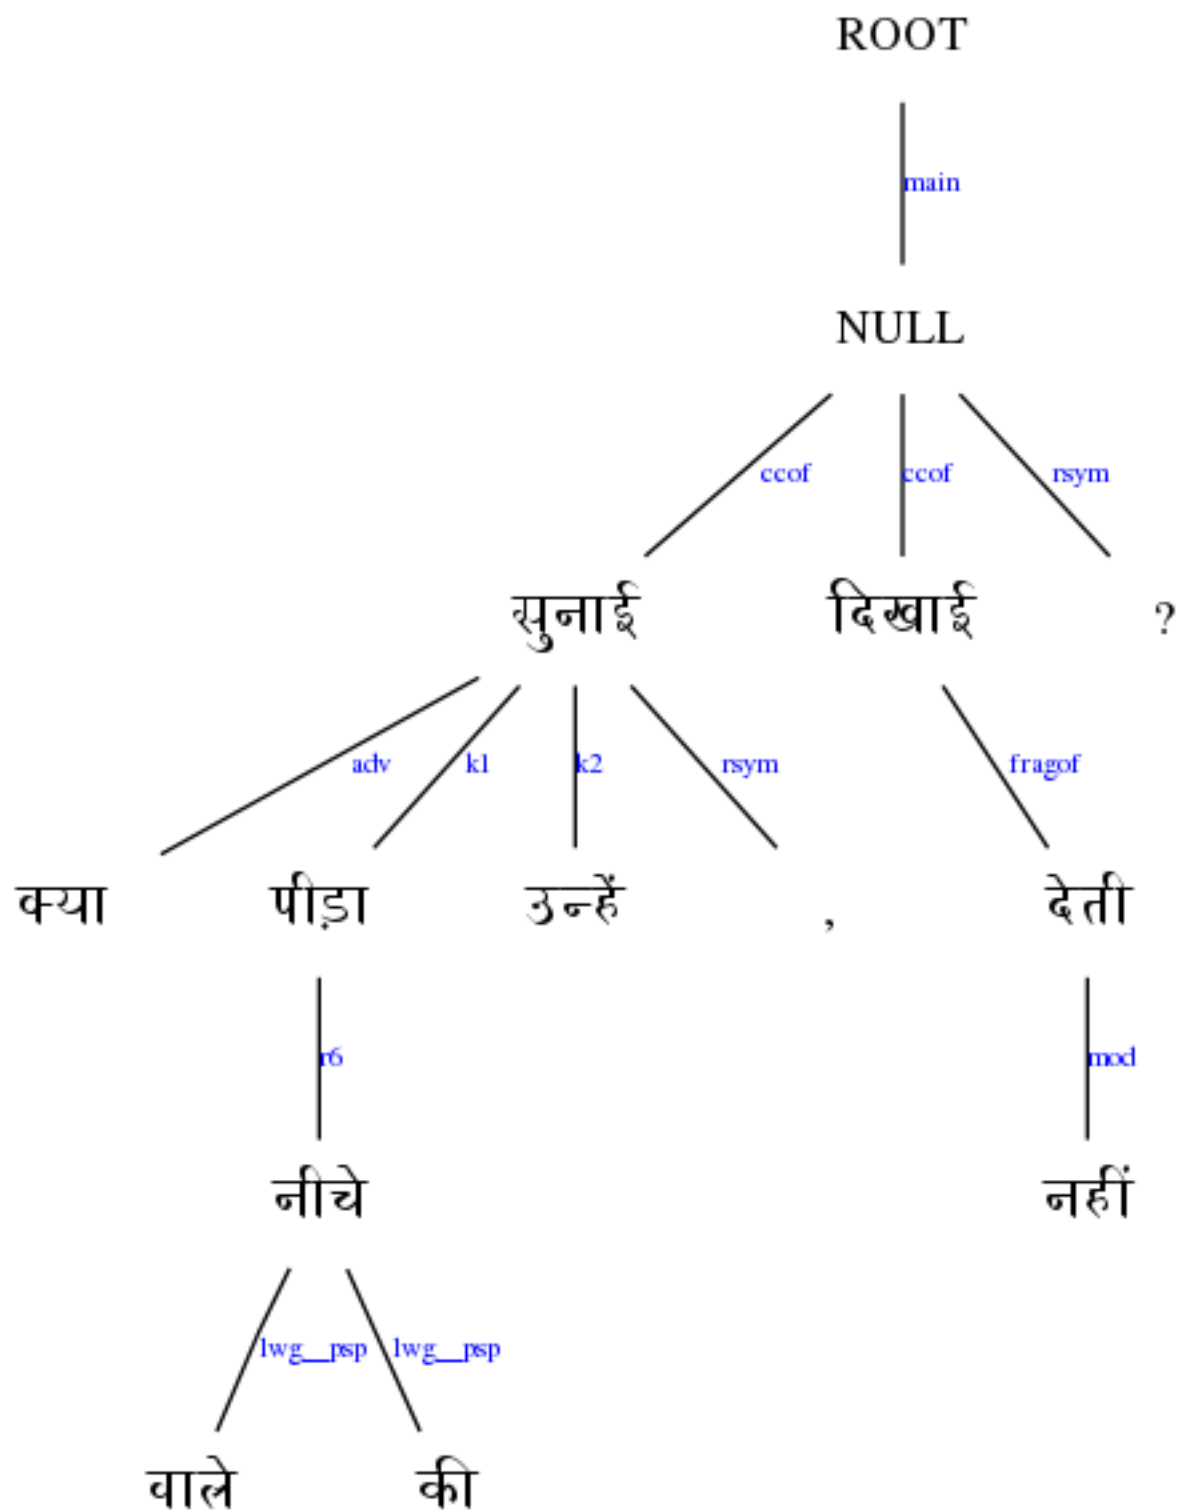 ROOT
main
NULL
ccof ccof rsym
सुनाई दिखाई ?
adv k1 k2 rsym fragof
क्या पीड़ा उन्हें , देती
r6 mod
नीचे नहीं
lwg__psp lwg__psp
वाले की